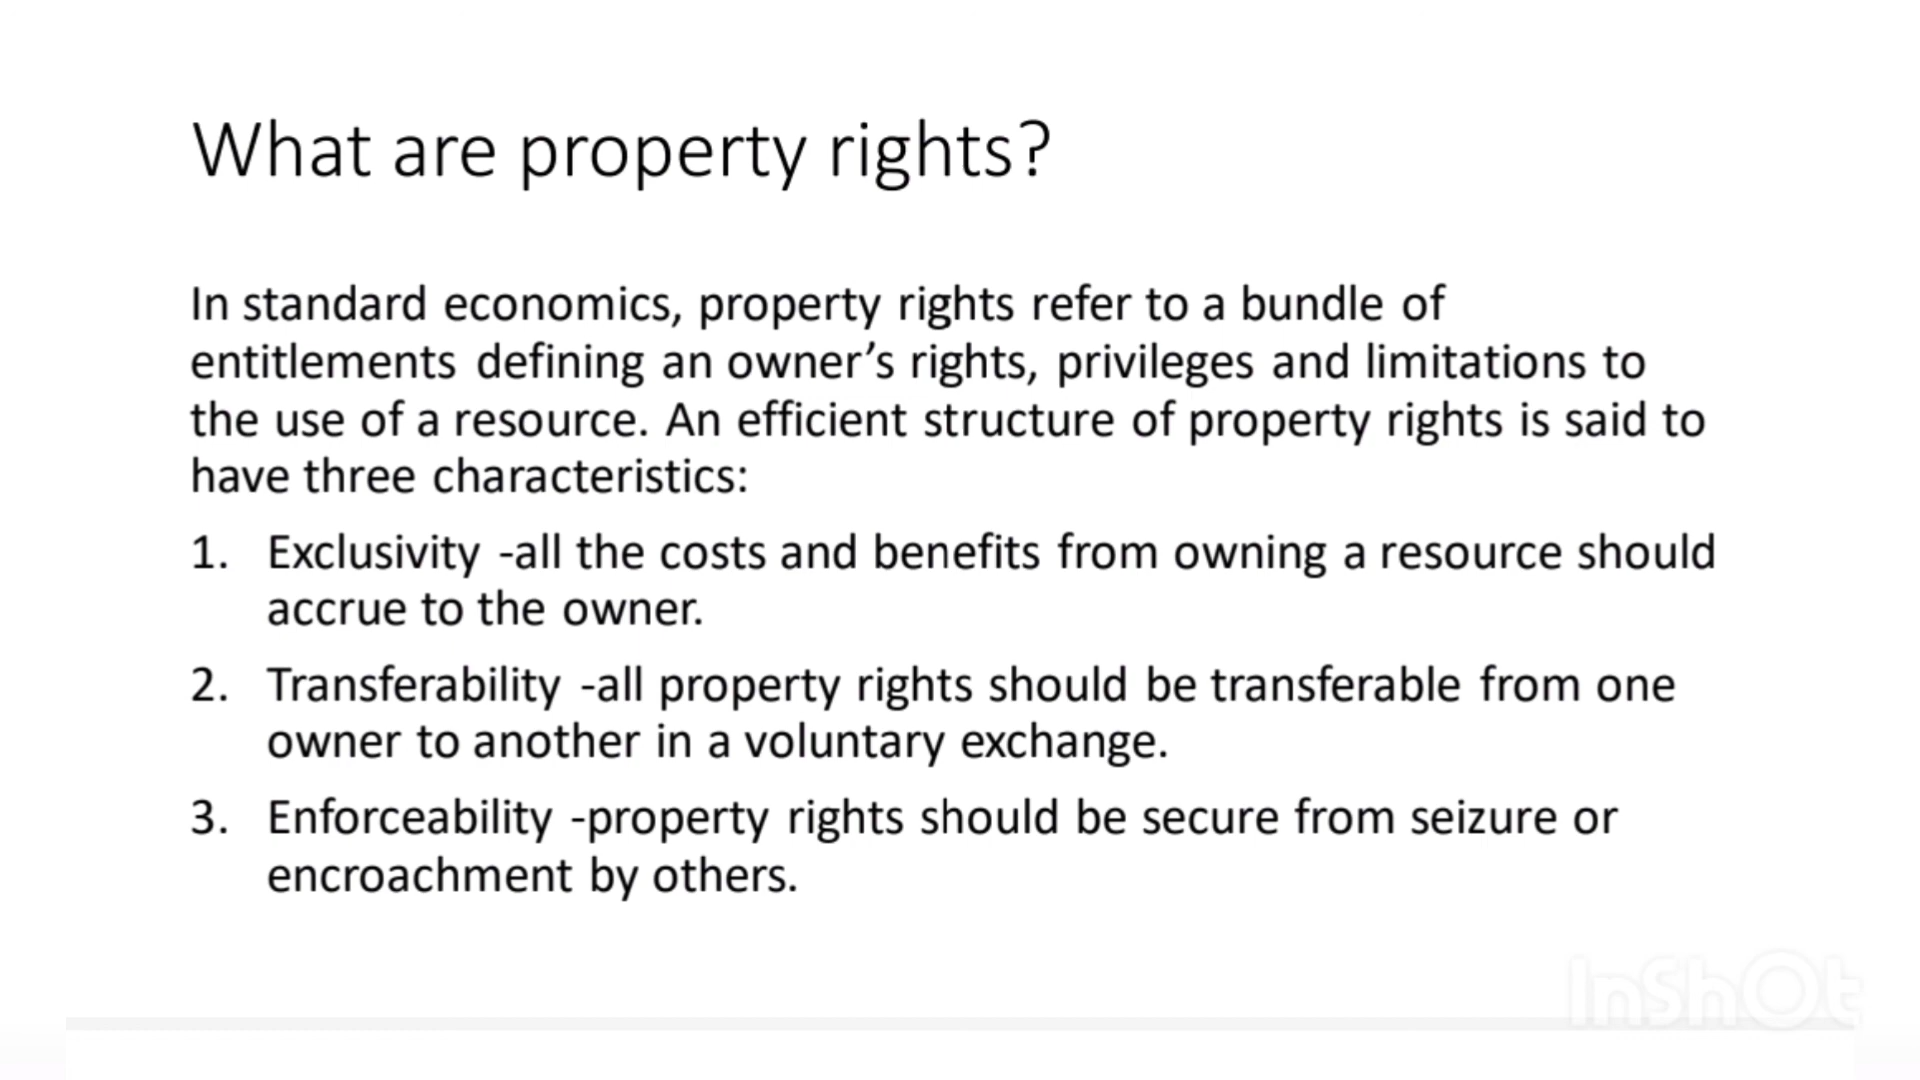 What are property rights?
In standard economics, property rights refer to a bundle of
entitlements defining an owner’s rights, privileges and limitations to
the use of a resource. An efficient structure of property rights is said to
have three characteristics:
1. Exclusivity -all the costs and benefits from owning a resource should
accrue to the owner.
2. Transferability -all property rights should be transferable from one
owner to another in a voluntary exchange.
3. Enforceability -property rights should be secure from seizure or
encroachment by others.
InShOt